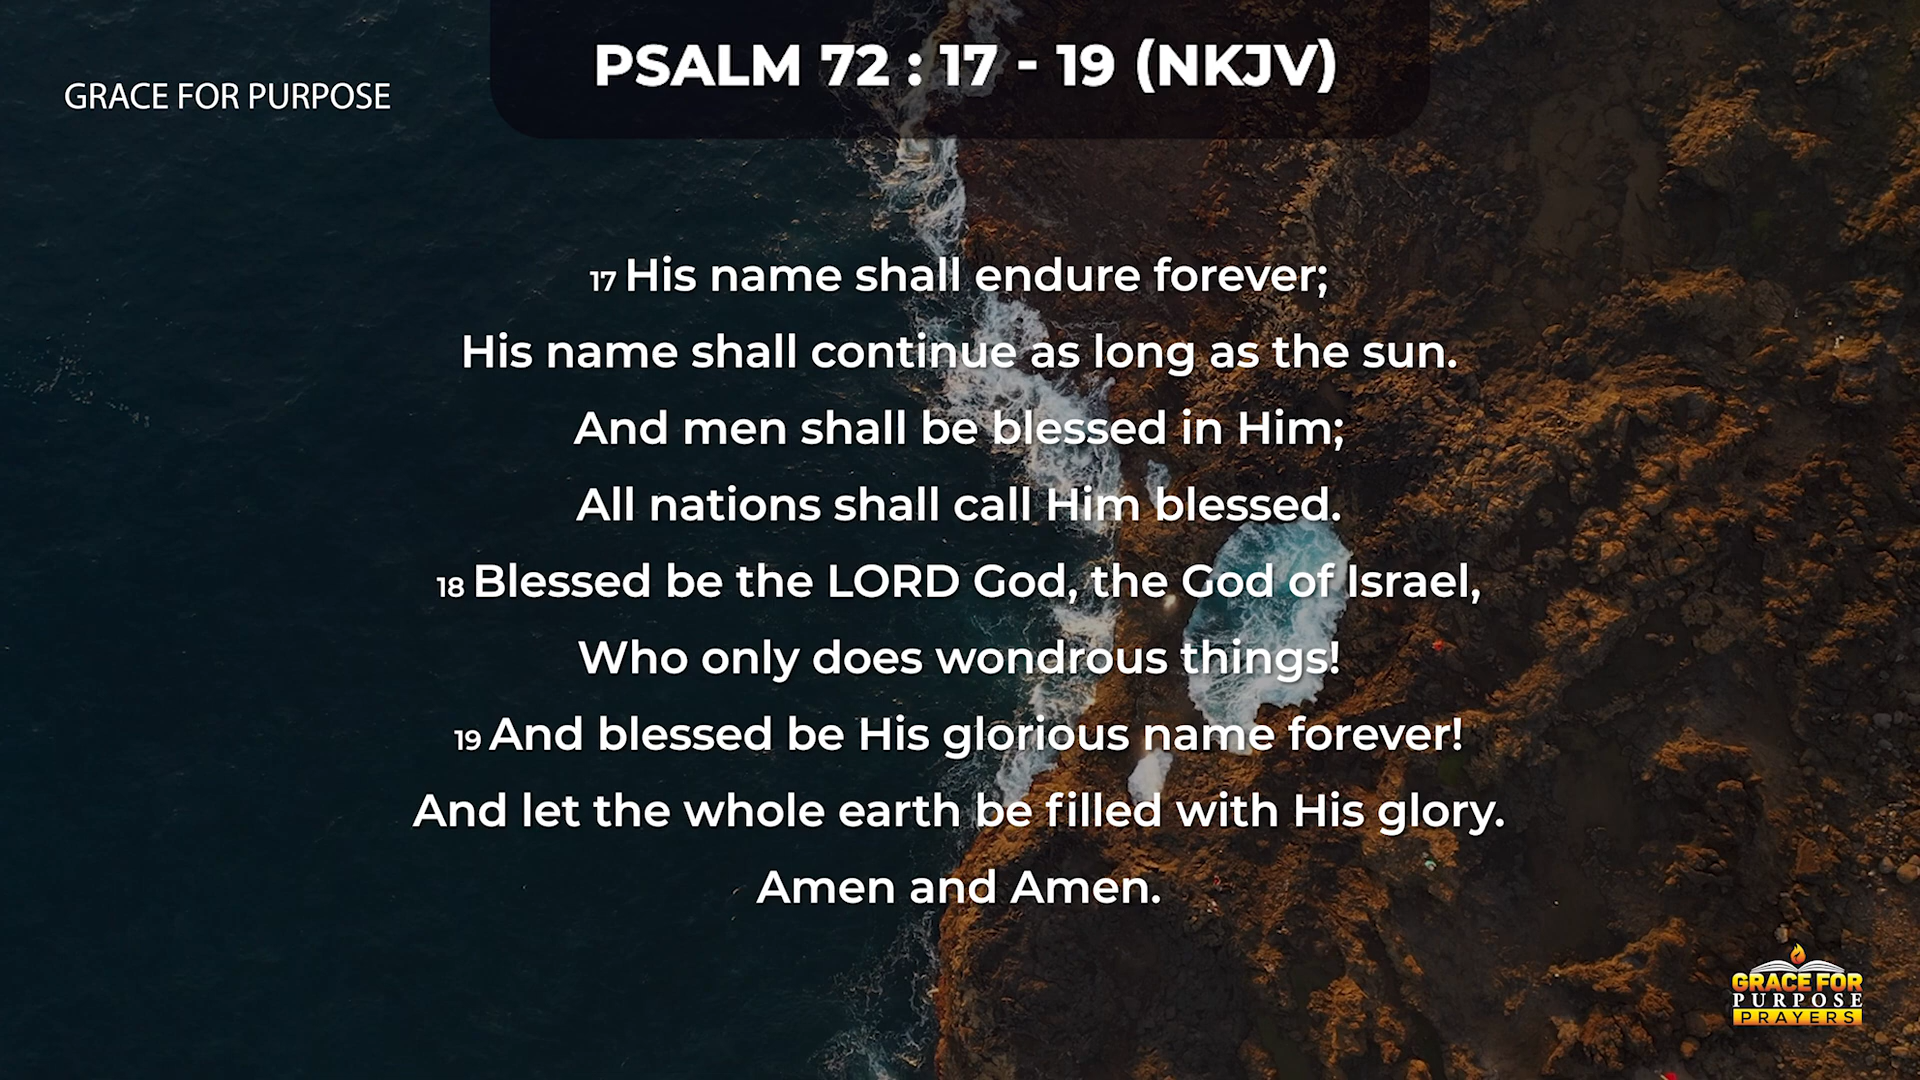 PSALM 72 : 17 - 19 (NKJV)
GRACE FOR PURPOSE
17 His name shall endure forever;
His name shall continue as long as the sun.
And men shall be blessed in Him;
All nations shall call Him blessed.
18 Blessed be the LORD God, the God of Israel,
Who only does wondrous things!
19 And blessed be His glorious name forever!
And let the whole earth be filled with His glory.
Amen and Amen.
GRACE FOR
PURPOSE
PRAYERS